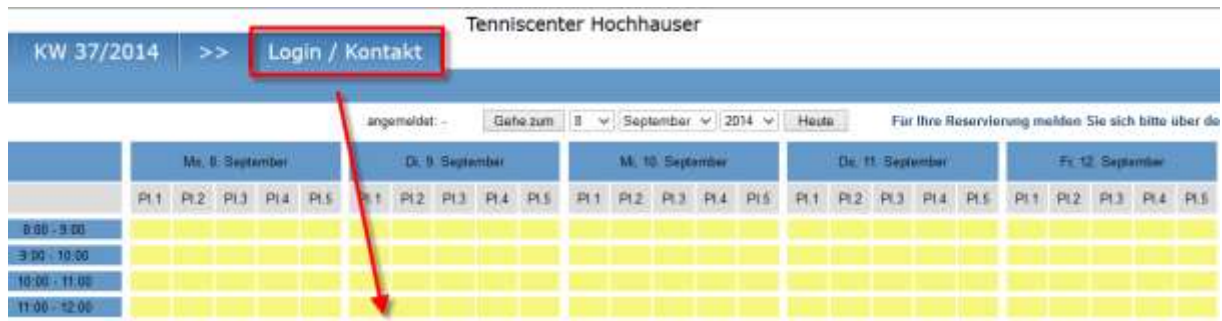 Tenniscenter Hochhauser
KW 37/2014 >> Login / Kontakt
angemeldet: - Gehe zum 8 September 2014 Heute Für Ihre Reservierung melden Sie sich bitte über de
Mo, 8. September Di, 9. September Mi, 10. September Do, 11. September Fr, 12. September
Pl.1 Pl.2 Pl.3 Pl.4 Pl.5 Pl.1 Pl.2 Pl.3 Pl.4 Pl.5 Pl.1 Pl.2 Pl.3 Pl.4 Pl.5 Pl.1 Pl.2 Pl.3 Pl.4 Pl.5 Pl.1 Pl.2 Pl.3 Pl.4 Pl.5
8:00 - 9:00
9:00 - 10:00
10:00 - 11:00
11:00 - 12:00